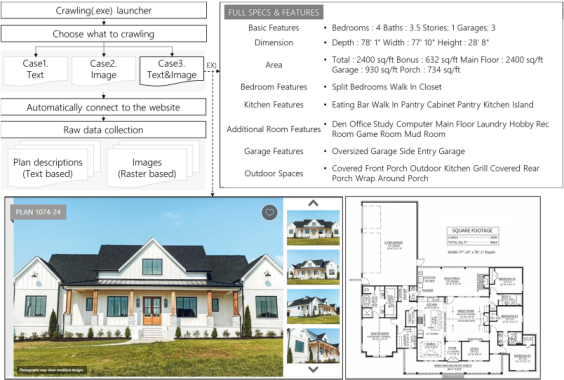 Crawling(.exe) launcher
Choose what to crawling
Case1.
Text
Case2.
Image
Case3.
Text&Image
EX)
Automatically connect to the website
Raw data collection
Plan descriptions
(Text based)
Images
(Raster based)
FULL SPECS & FEATURES
Basic Features • Bedrooms : 4 Baths : 3.5 Stories: 1 Garages: 3
Dimension • Depth : 78' 1" Width : 77' 10" Height : 28' 8"
Area • Total : 2400 sq/ft Bonus : 632 sq/ft Main Floor : 2400 sq/ft
Garage : 930 sq/ft Porch : 734 sq/ft
Bedroom Features • Split Bedrooms Walk In Closet
Kitchen Features • Eating Bar Walk In Pantry Cabinet Pantry Kitchen Island
Additional Room Features • Den Office Study Computer Main Floor Laundry Hobby Rec
Room Game Room Mud Room
Garage Features • Oversized Garage Side Entry Garage
Outdoor Spaces • Covered Front Porch Outdoor Kitchen Grill Covered Rear
Porch Wrap Around Porch
PLAN 1074-24
Photographs may show modified designs.
SQUARE FOOTAGE